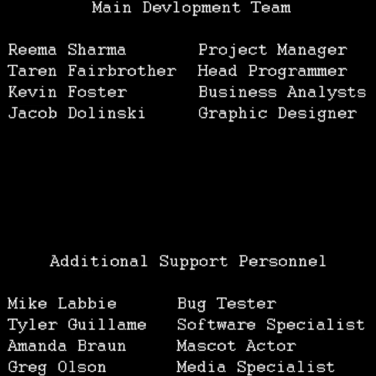 Main Devlopment Team
Reema Sharma Project Manager
Taren Fairbrother Head Programmer
Kevin Foster Business Analysts
Jacob Dolinski Graphic Designer
Additional Support Personnel
Mike Labbie Bug Tester
Tyler Guillame Software Specialist
Amanda Braun Mascot Actor
Greg Olson Media Specialist